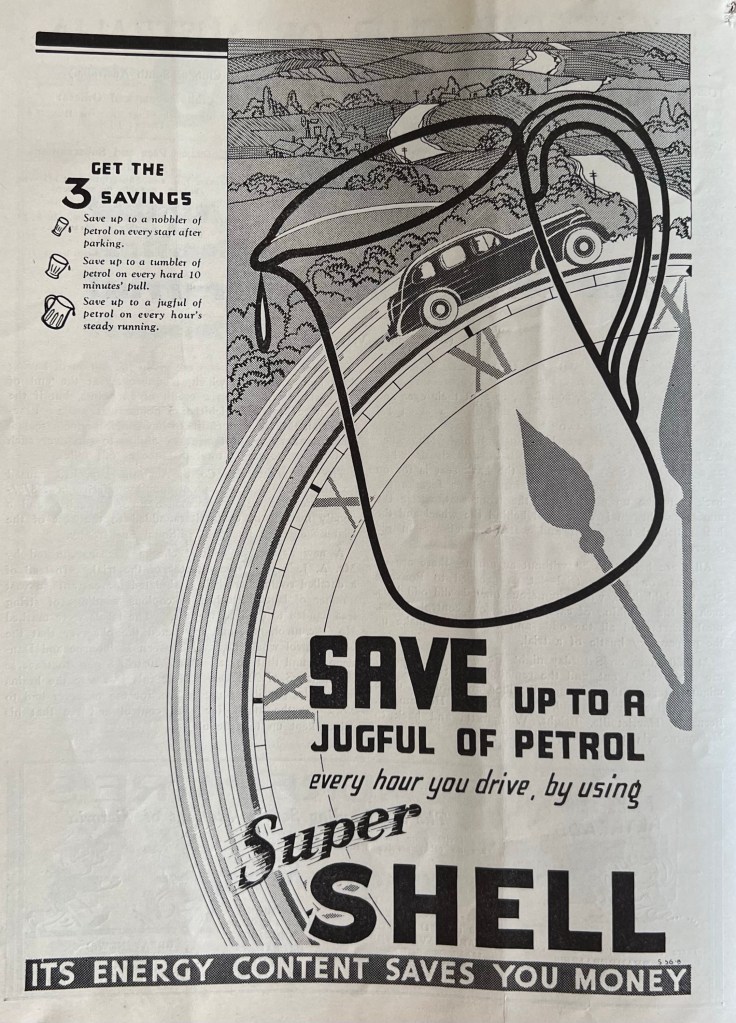 GET THE
3 SAVINGS
Save up to a nobbler of
petrol on every start after
parking.
Save up to a tumbler of
petrol on every hard 10
minutes' pull.
Save up to a jugful of
petrol on every hour's
steady running.
XI
X
IX
SAVE UP TO A
JUGFUL OF PETROL
every hour you drive, by using
Super
SHELL
ITS ENERGY CONTENT SAVES YOU MONEY